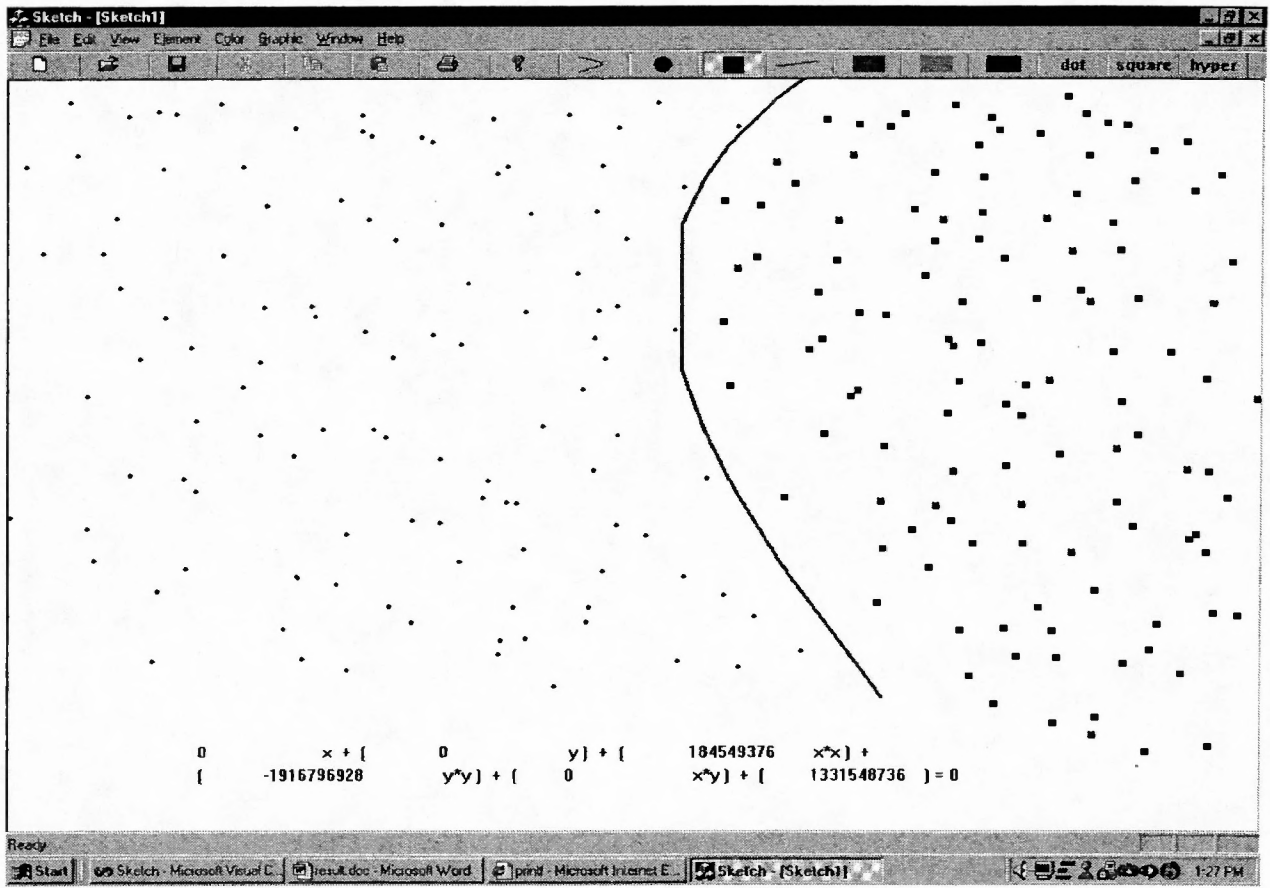 Sketch - [Sketch1]
File Edit View Element Color Graphic Window Help
dot square hyper
0 x + ( 0 y ) + ( 184549376 x*x ) +
( -1916796928 y*y ) + ( 0 x*y ) + ( 1331548736 ) = 0
Ready
Start Sketch - Microsoft Visual C... result.doc - Microsoft Word print - Microsoft Internet E... Sketch - [Sketch1] 1:27 PM